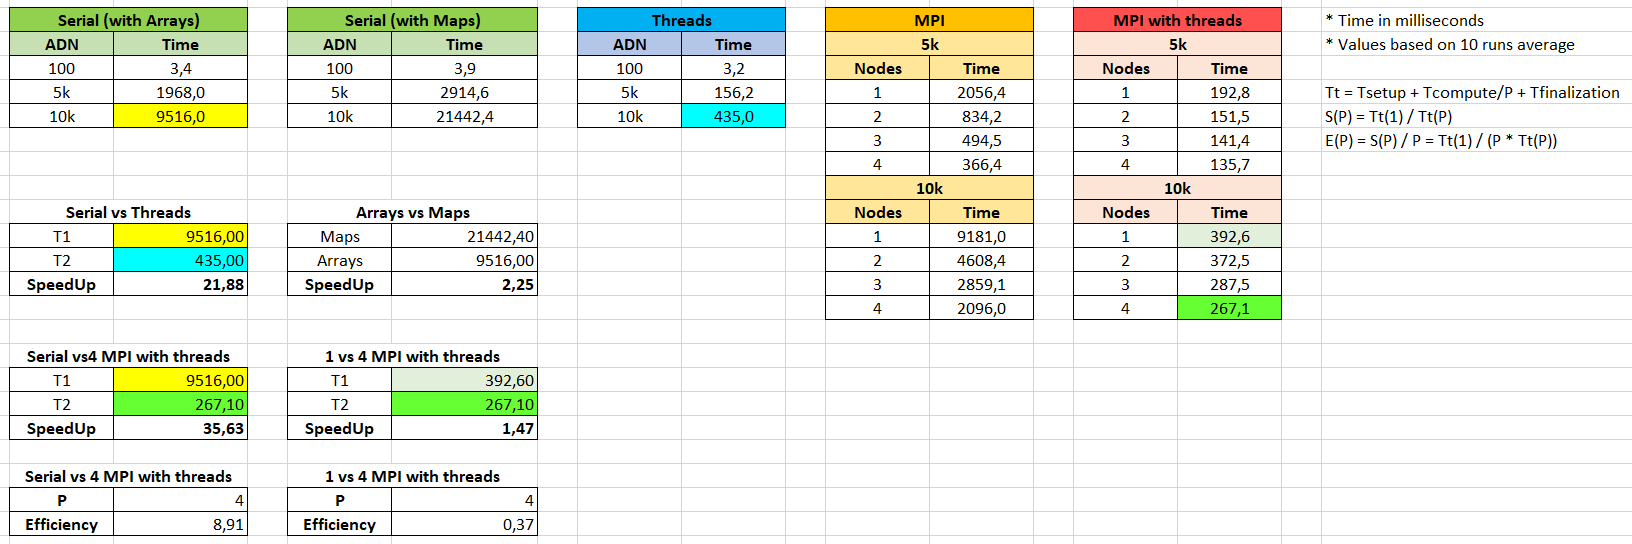 Serial (with Arrays) Serial (with Maps) Threads MPI MPI with threads * Time in milliseconds
ADN Time ADN Time ADN Time 5k 5k * Values based on 10 runs average
100 3,4 100 3,9 100 3,2 Nodes Time Nodes Time
5k 1968,0 5k 2914,6 5k 156,2 1 2056,4 1 192,8 Tt = Tsetup + Tcompute/P + Tfinalization
10k 9516,0 10k 21442,4 10k 435,0 2 834,2 2 151,5 S(P) = Tt(1) / Tt(P)
3 494,5 3 141,4 E(P) = S(P) / P = Tt(1) / (P * Tt(P))
4 366,4 4 135,7
10k 10k
Serial vs Threads Arrays vs Maps Nodes Time Nodes Time
T1 9516,00 Maps 21442,40 1 9181,0 1 392,6
T2 435,00 Arrays 9516,00 2 4608,4 2 372,5
SpeedUp 21,88 SpeedUp 2,25 3 2859,1 3 287,5
4 2096,0 4 267,1
Serial vs4 MPI with threads 1 vs 4 MPI with threads
T1 9516,00 T1 392,60
T2 267,10 T2 267,10
SpeedUp 35,63 SpeedUp 1,47
Serial vs 4 MPI with threads 1 vs 4 MPI with threads
P 4 P 4
Efficiency 8,91 Efficiency 0,37